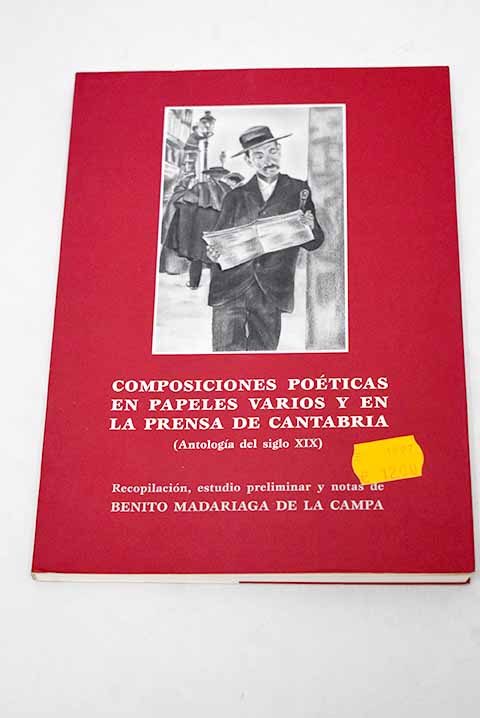 COMPOSICIONES POÉTICAS
EN PAPELES VARIOS Y EN
LA PRENSA DE CANTABRIA
(Antología del siglo XIX)
Recopilación, estudio preliminar y notas de
BENITO MADARIAGA DE LA CAMPA
1200